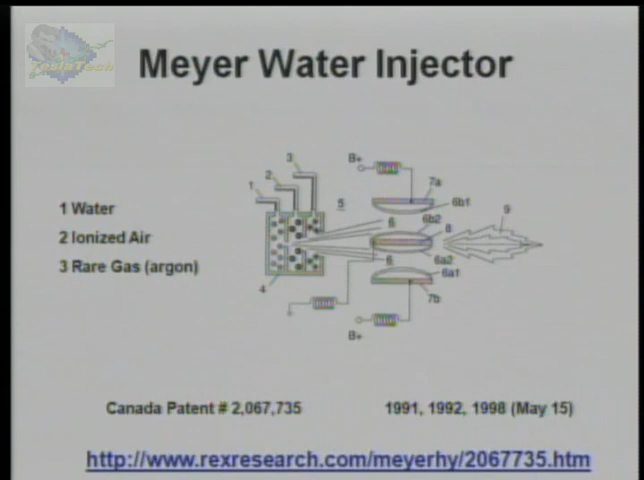 TeslaTech
Meyer Water Injector
1 Water
2 Ionized Air
3 Rare Gas (argon)
1
2
3
4
5
B+
7a
6b1
6
6b2
8
9
6
6a2
6a1
7b
B+
Canada Patent # 2,067,735
1991, 1992, 1998 (May 15)
http://www.rexresearch.com/meyerhy/2067735.htm